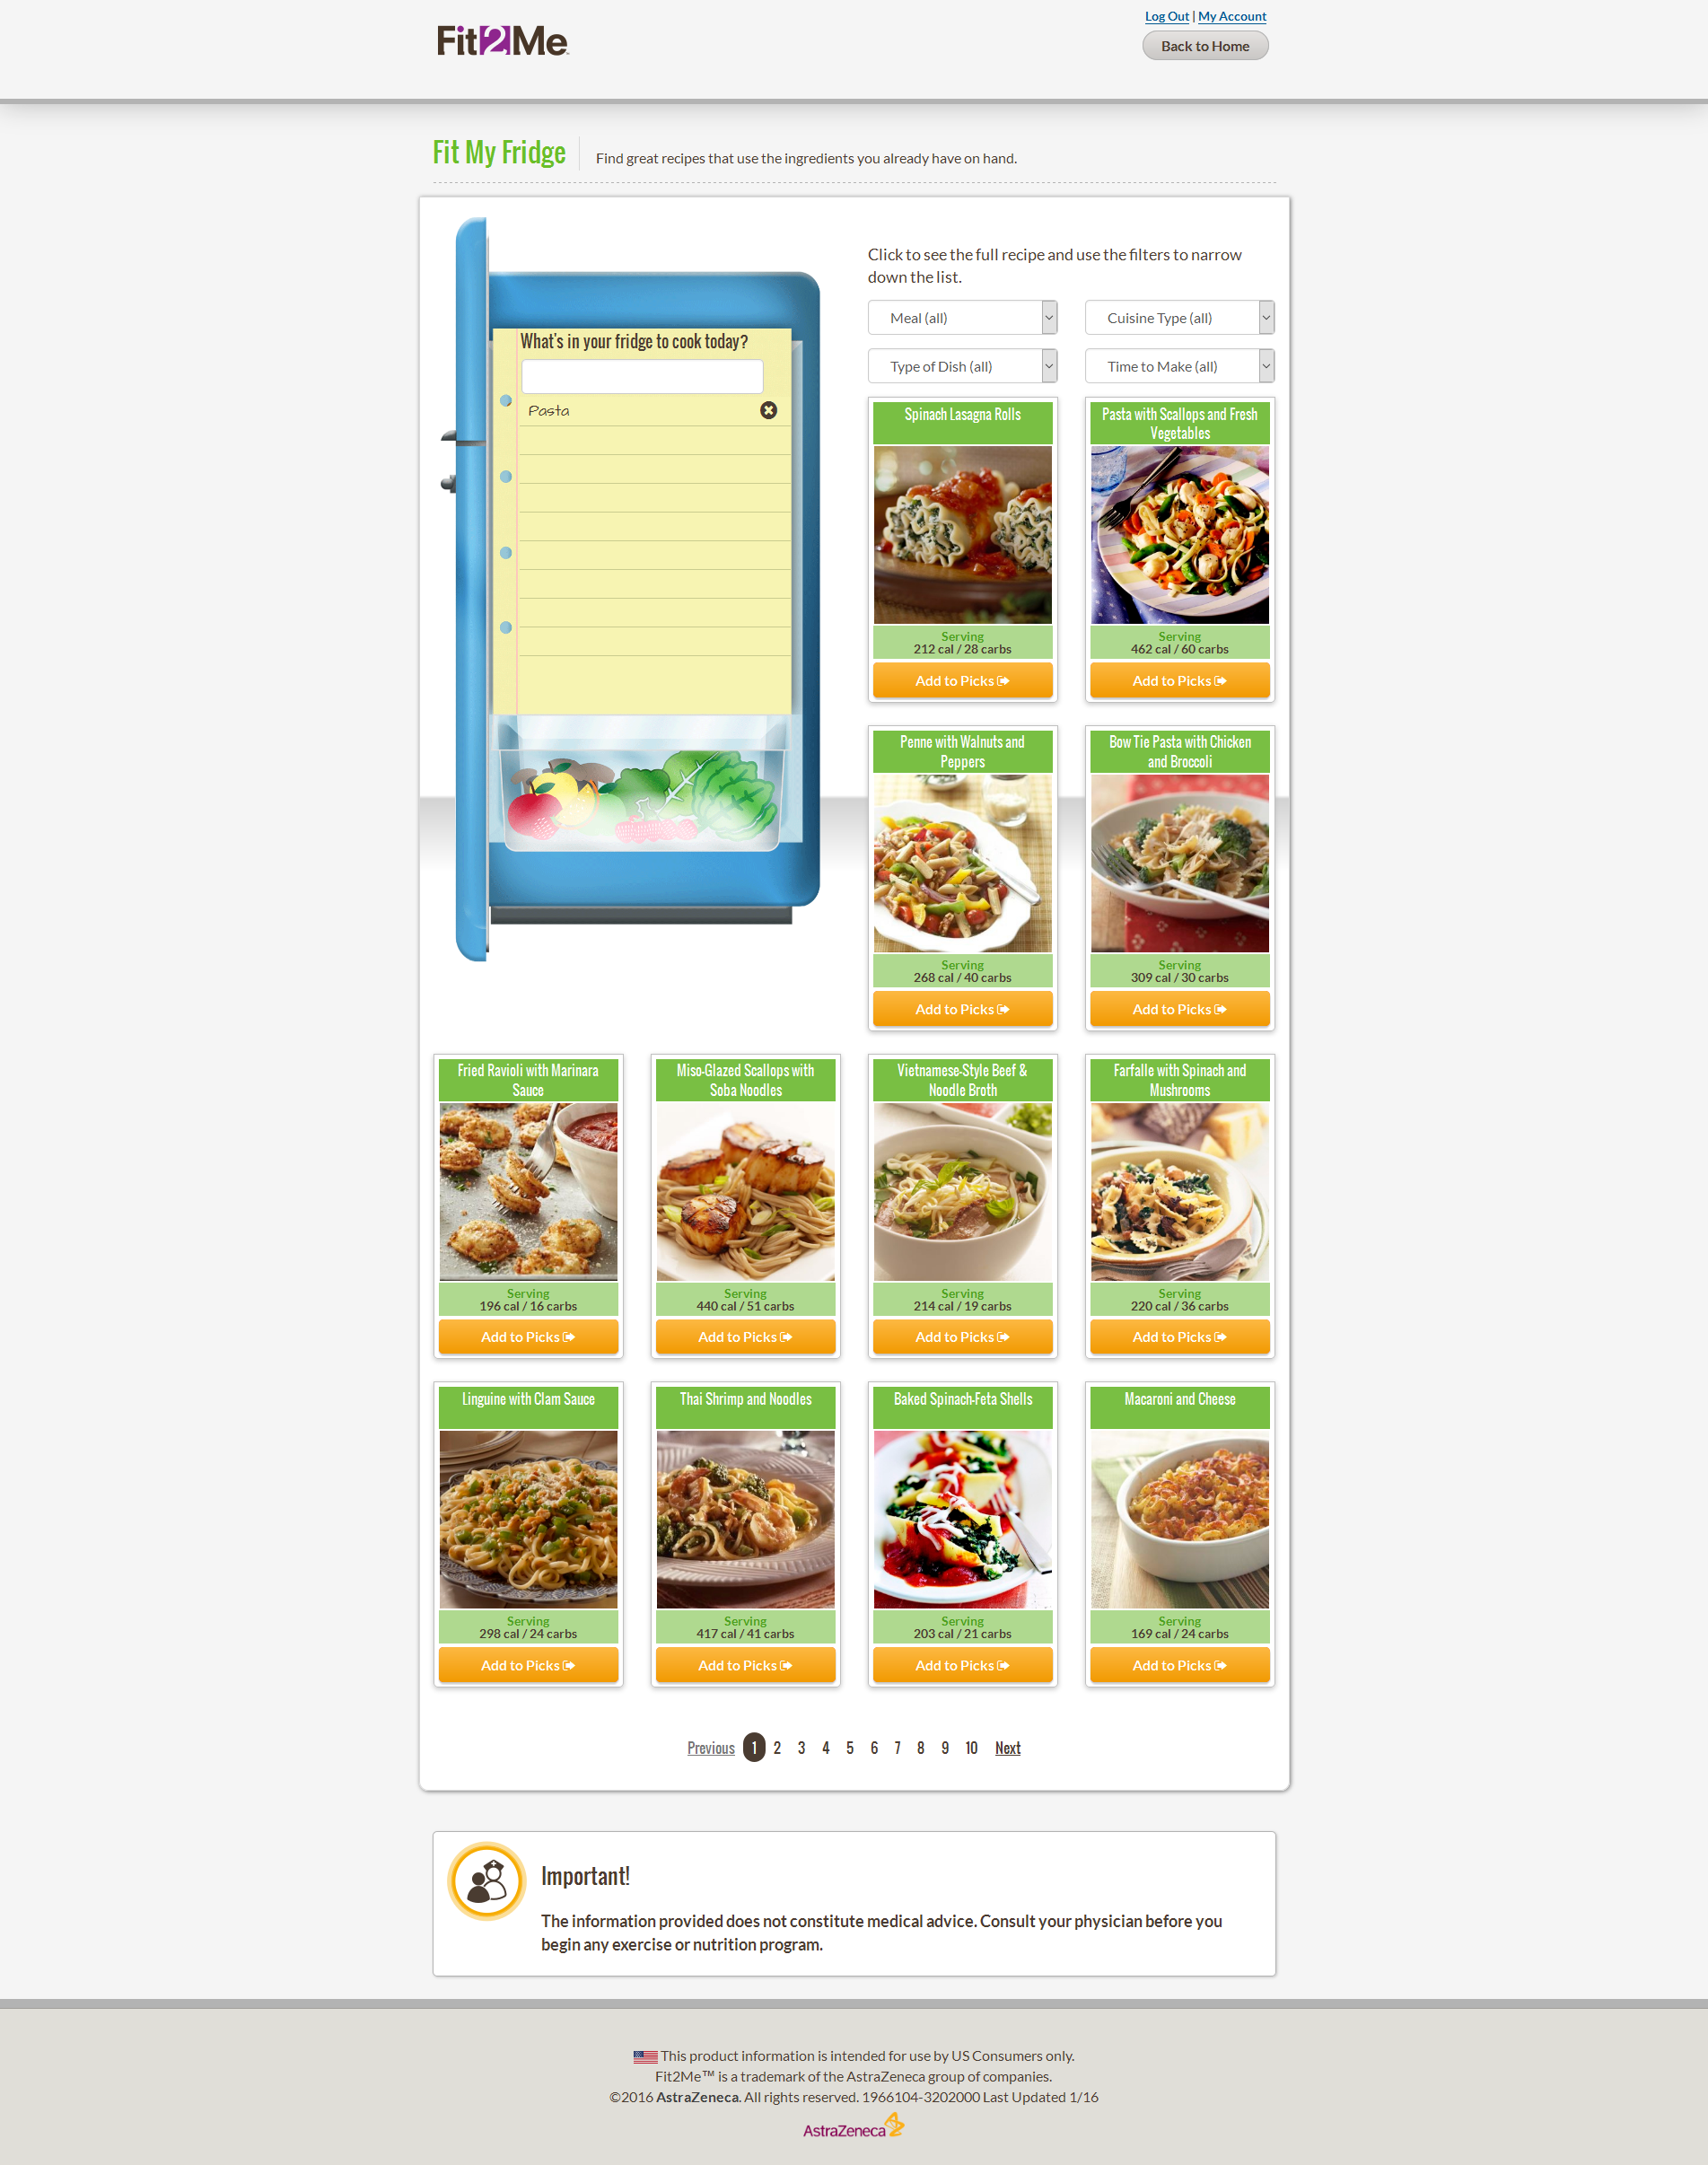 Fit2Me
Log Out | My Account
Back to Home
Fit My Fridge
Find great recipes that use the ingredients you already have on hand.
What's in your fridge to cook today?
Pasta
Click to see the full recipe and use the filters to narrow
down the list.
Meal (all)
Cuisine Type (all)
Type of Dish (all)
Time to Make (all)
Spinach Lasagna Rolls
Serving
212 cal / 28 carbs
Add to Picks
Pasta with Scallops and Fresh
Vegetables
Serving
462 cal / 60 carbs
Add to Picks
Penne with Walnuts and
Peppers
Serving
268 cal / 40 carbs
Add to Picks
Bow Tie Pasta with Chicken
and Broccoli
Serving
309 cal / 30 carbs
Add to Picks
Fried Ravioli with Marinara
Sauce
Serving
196 cal / 16 carbs
Add to Picks
Miso-Glazed Scallops with
Soba Noodles
Serving
440 cal / 51 carbs
Add to Picks
Vietnamese-Style Beef &
Noodle Broth
Serving
214 cal / 19 carbs
Add to Picks
Farfalle with Spinach and
Mushrooms
Serving
220 cal / 36 carbs
Add to Picks
Linguine with Clam Sauce
Serving
298 cal / 24 carbs
Add to Picks
Thai Shrimp and Noodles
Serving
417 cal / 41 carbs
Add to Picks
Baked Spinach-Feta Shells
Serving
203 cal / 21 carbs
Add to Picks
Macaroni and Cheese
Serving
169 cal / 24 carbs
Add to Picks
Previous 1 2 3 4 5 6 7 8 9 10 Next
Important!
The information provided does not constitute medical advice. Consult your physician before you
begin any exercise or nutrition program.
This product information is intended for use by US Consumers only.
Fit2Me™ is a trademark of the AstraZeneca group of companies.
©2016 AstraZeneca. All rights reserved. 1966104-3202000 Last Updated 1/16
AstraZeneca